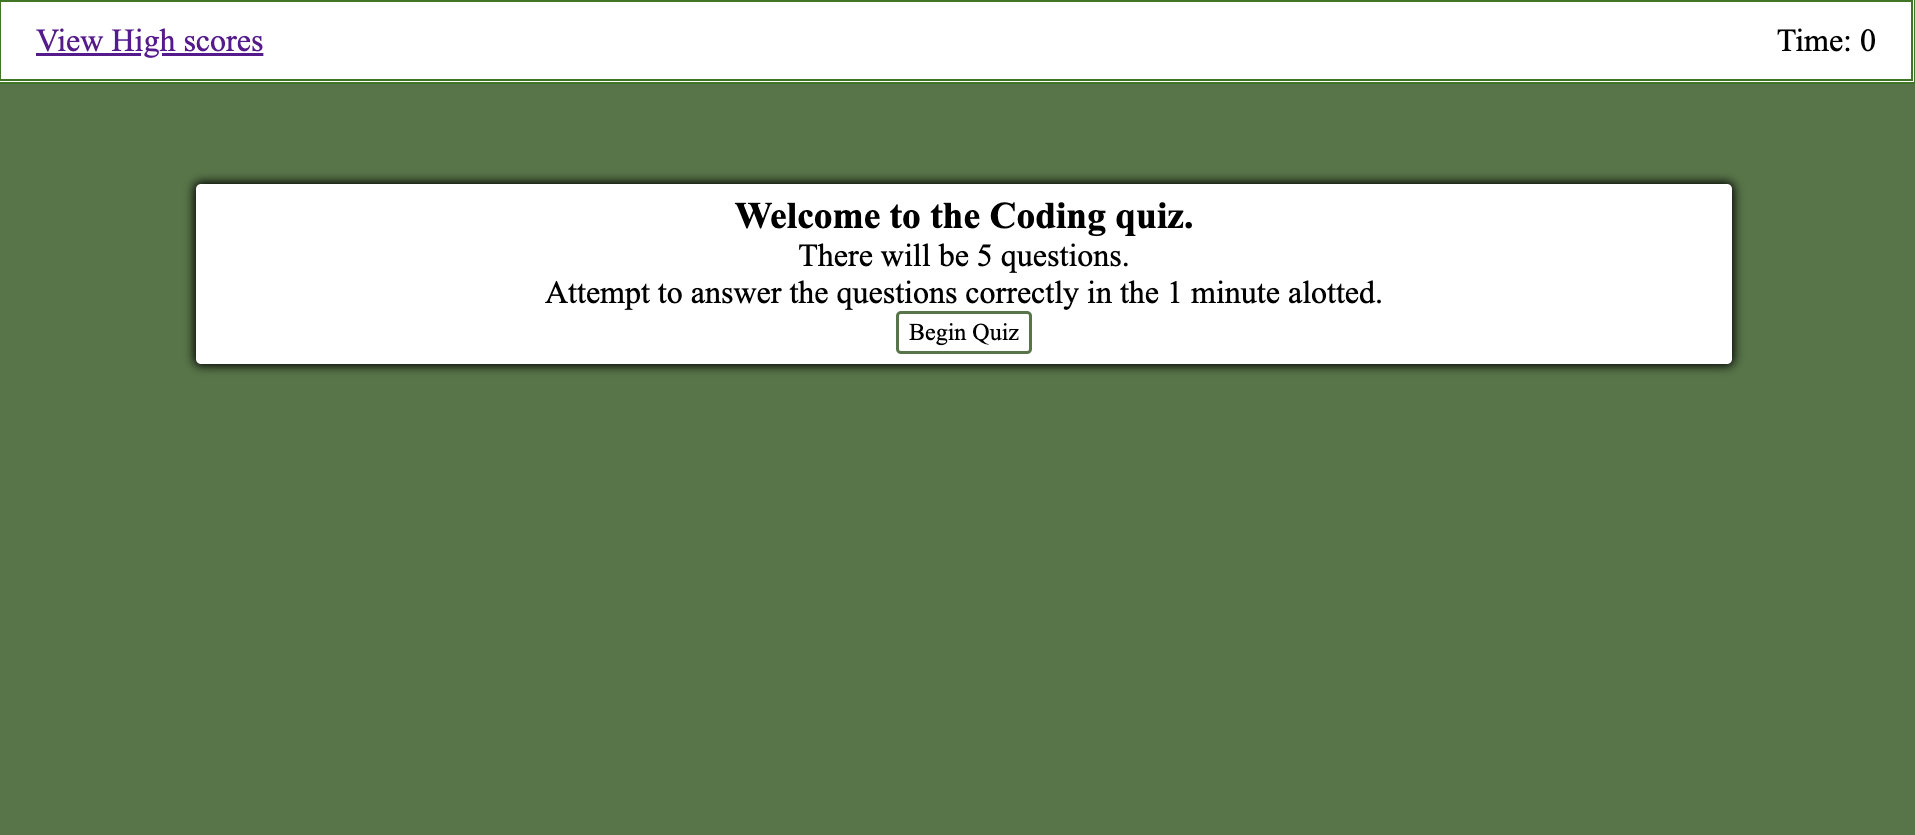 View High scores
Time: 0
Welcome to the Coding quiz.
There will be 5 questions.
Attempt to answer the questions correctly in the 1 minute alotted.
Begin Quiz